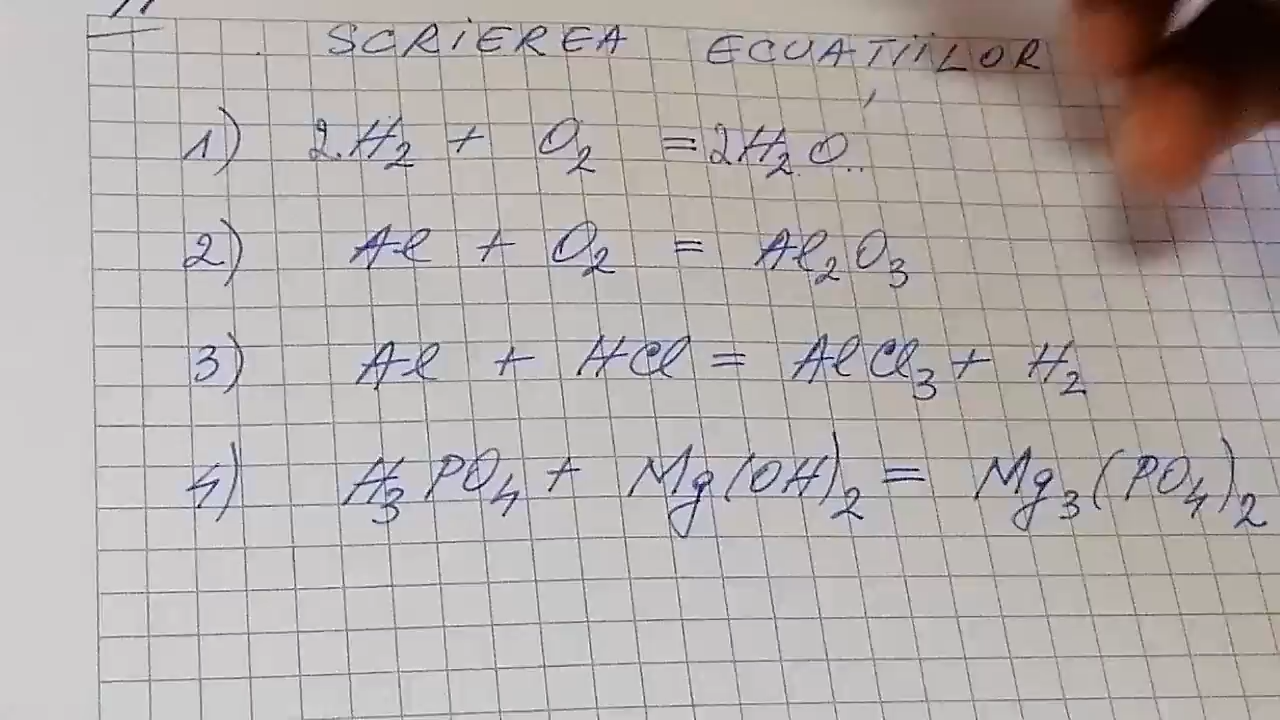 SCRIEREA ECUAȚIILOR
1) 2H₂ + O₂ = 2H₂O
2) Al + O₂ = Al₂O₃
3) Al + HCl = AlCl₃ + H₂
4) H₃PO₄ + Mg(OH)₂ = Mg₃(PO₄)₂